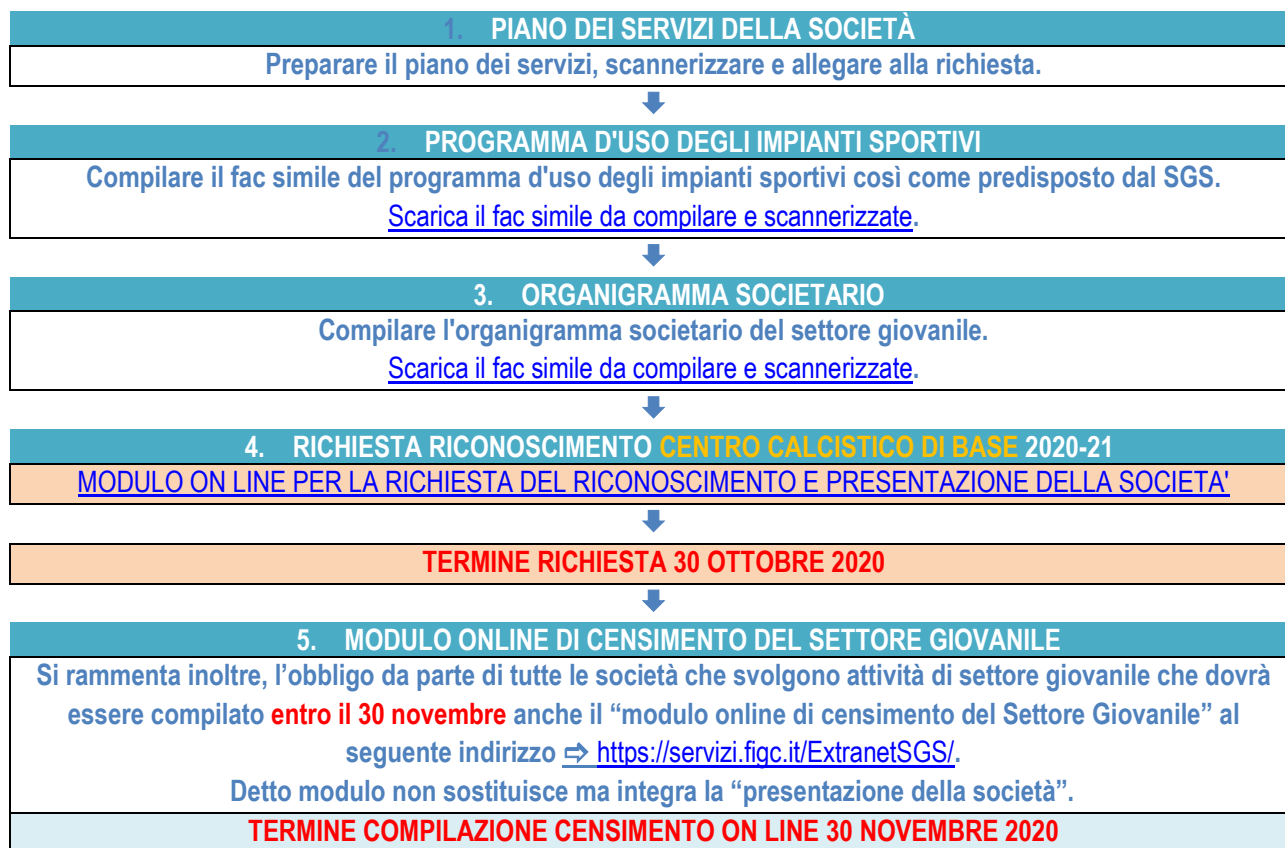 1. PIANO DEI SERVIZI DELLA SOCIETÀ
Preparare il piano dei servizi, scannerizzare e allegare alla richiesta.
2. PROGRAMMA D'USO DEGLI IMPIANTI SPORTIVI
Compilare il fac simile del programma d'uso degli impianti sportivi così come predisposto dal SGS.
Scarica il fac simile da compilare e scannerizzate.
3. ORGANIGRAMMA SOCIETARIO
Compilare l'organigramma societario del settore giovanile.
Scarica il fac simile da compilare e scannerizzate.
4. RICHIESTA RICONOSCIMENTO CENTRO CALCISTICO DI BASE 2020-21
MODULO ON LINE PER LA RICHIESTA DEL RICONOSCIMENTO E PRESENTAZIONE DELLA SOCIETA'
TERMINE RICHIESTA 30 OTTOBRE 2020
5. MODULO ONLINE DI CENSIMENTO DEL SETTORE GIOVANILE
Si rammenta inoltre, l’obbligo da parte di tutte le società che svolgono attività di settore giovanile che dovrà
essere compilato entro il 30 novembre anche il “modulo online di censimento del Settore Giovanile” al
seguente indirizzo ⇨ https://servizi.figc.it/ExtranetSGS/.
Detto modulo non sostituisce ma integra la “presentazione della società”.
TERMINE COMPILAZIONE CENSIMENTO ON LINE 30 NOVEMBRE 2020